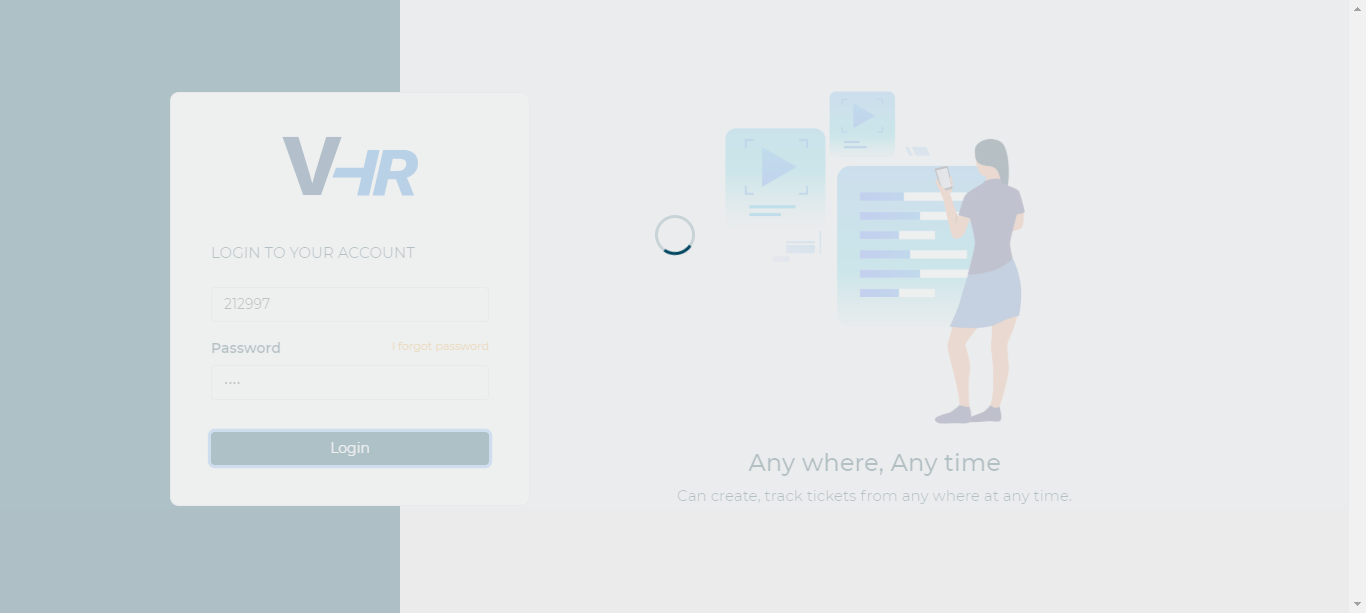 VHR
LOGIN TO YOUR ACCOUNT
212997
Password
I forgot password
····
Login
Any where, Any time
Can create, track tickets from any where at any time.